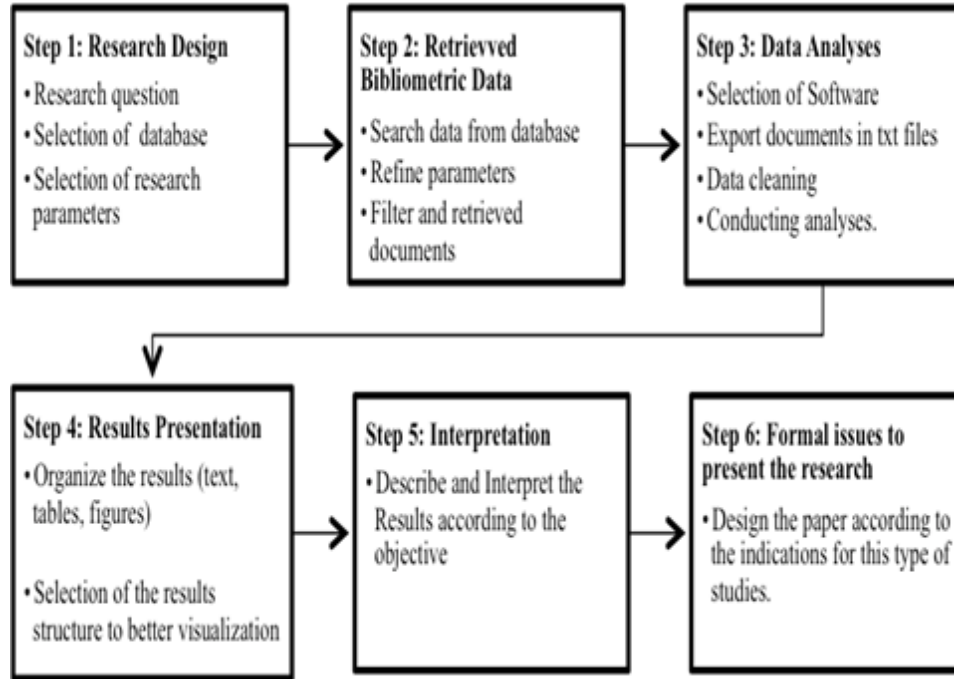 Step 1: Research Design
• Research question
• Selection of database
• Selection of research
parameters
Step 2: Retrievved
Bibliometric Data
• Search data from database
• Refine parameters
• Filter and retrieved
documents
Step 3: Data Analyses
• Selection of Software
• Export documents in txt files
• Data cleaning
• Conducting analyses.
Step 4: Results Presentation
• Organize the results (text,
tables, figures)
• Selection of the results
structure to better visualization
Step 5: Interpretation
• Describe and Interpret the
Results according to the
objective
Step 6: Formal issues to
present the research
• Design the paper according to
the indications for this type of
studies.